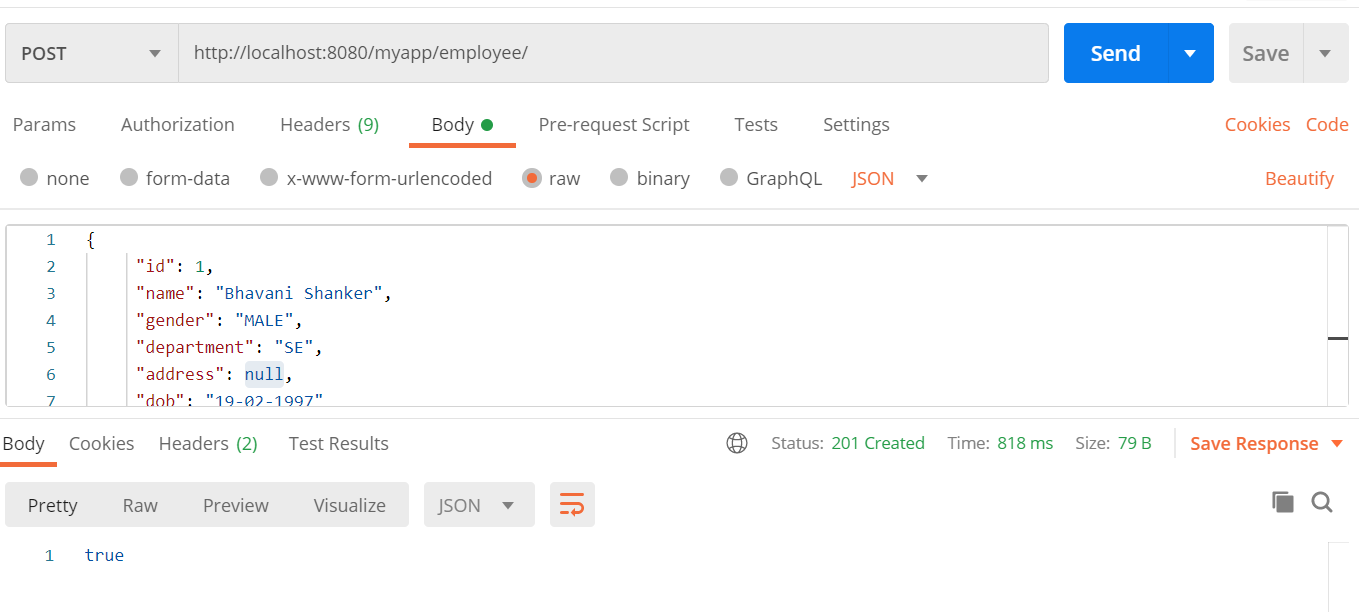 POST http://localhost:8080/myapp/employee/ Send Save
Params Authorization Headers (9) Body Pre-request Script Tests Settings Cookies Code
none form-data x-www-form-urlencoded raw binary GraphQL JSON Beautify
1 {
2 "id": 1,
3 "name": "Bhavani Shanker",
4 "gender": "MALE",
5 "department": "SE",
6 "address": null,
7 "dob": "19-02-1997"
Body Cookies Headers (2) Test Results Status: 201 Created Time: 818 ms Size: 79 B Save Response
Pretty Raw Preview Visualize JSON
1 true